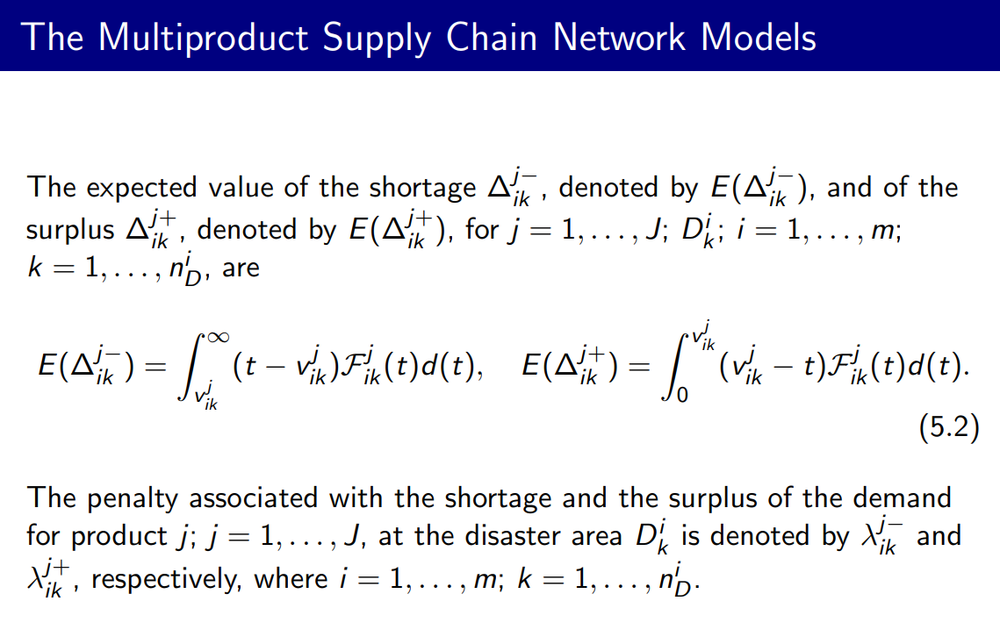 The Multiproduct Supply Chain Network Models
The expected value of the shortage $\Delta_{ik}^{j-}$, denoted by $E(\Delta_{ik}^{j-})$, and of the
surplus $\Delta_{ik}^{j+}$, denoted by $E(\Delta_{ik}^{j+})$, for $j = 1, \ldots, J$; $D_k^i$; $i = 1, \ldots, m$;
$k = 1, \ldots, n_D^i$, are
$E(\Delta_{ik}^{j-}) = \int_{v_{ik}^j}^{\infty} (t - v_{ik}^j)\mathcal{F}_{ik}^j(t)d(t), \quad E(\Delta_{ik}^{j+}) = \int_0^{v_{ik}^j} (v_{ik}^j - t)\mathcal{F}_{ik}^j(t)d(t).$
(5.2)
The penalty associated with the shortage and the surplus of the demand
for product $j$; $j = 1, \ldots, J$, at the disaster area $D_k^i$ is denoted by $\lambda_{ik}^{j-}$ and
$\lambda_{ik}^{j+}$, respectively, where $i = 1, \ldots, m$; $k = 1, \ldots, n_D^i$.